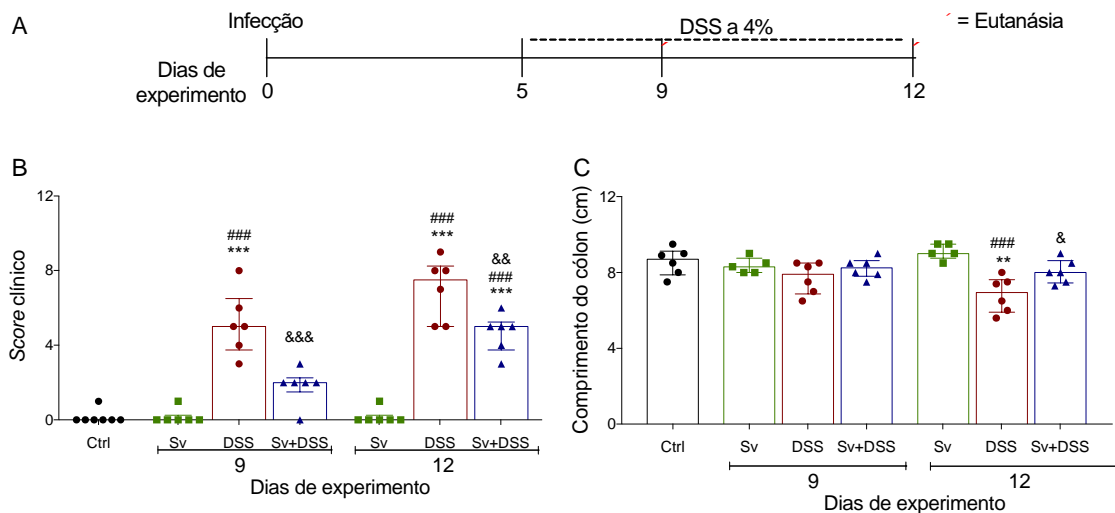 A
Infecção
DSS a 4%
= Eutanásia
Dias de
experimento
0
5
9
12
B
Score clínico
12
8
4
0
###
***
&&&
###
***
&&
###
***
Ctrl
Sv
DSS
Sv+DSS
Sv
DSS
Sv+DSS
9
12
Dias de experimento
C
Comprimento do cólon (cm)
12
8
4
0
###
**
&
Ctrl
Sv
DSS
Sv+DSS
Sv
DSS
Sv+DSS
9
12
Dias de experimento